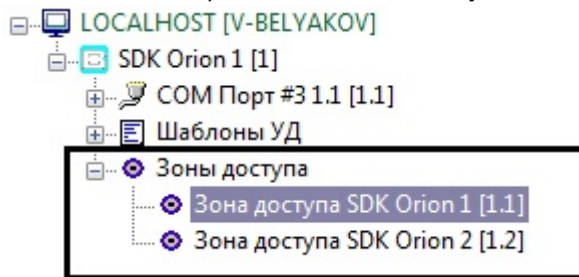 LOCALHOST [V-BELYAKOV]
SDK Orion 1 [1]
COM Порт #3 1.1 [1.1]
Шаблоны УД
Зоны доступа
Зона доступа SDK Orion 1 [1.1]
Зона доступа SDK Orion 2 [1.2]